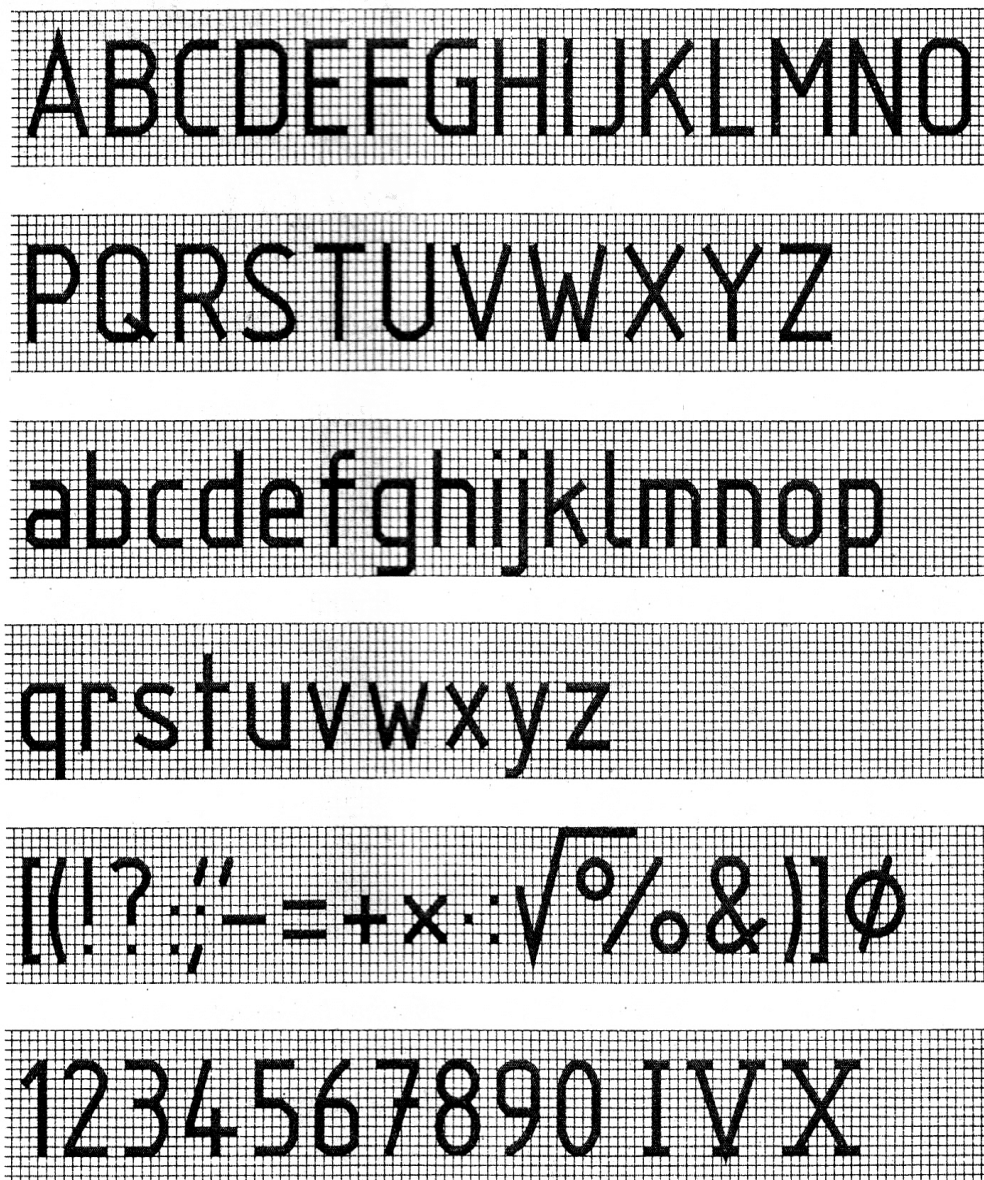 ABCDEFGHIJKLMNO
PQRSTUVWXYZ
abcdefghijklmnop
qrstuvwxyz
[(!?:;"-=+×·:√%&)]Ø
1234567890 IVX